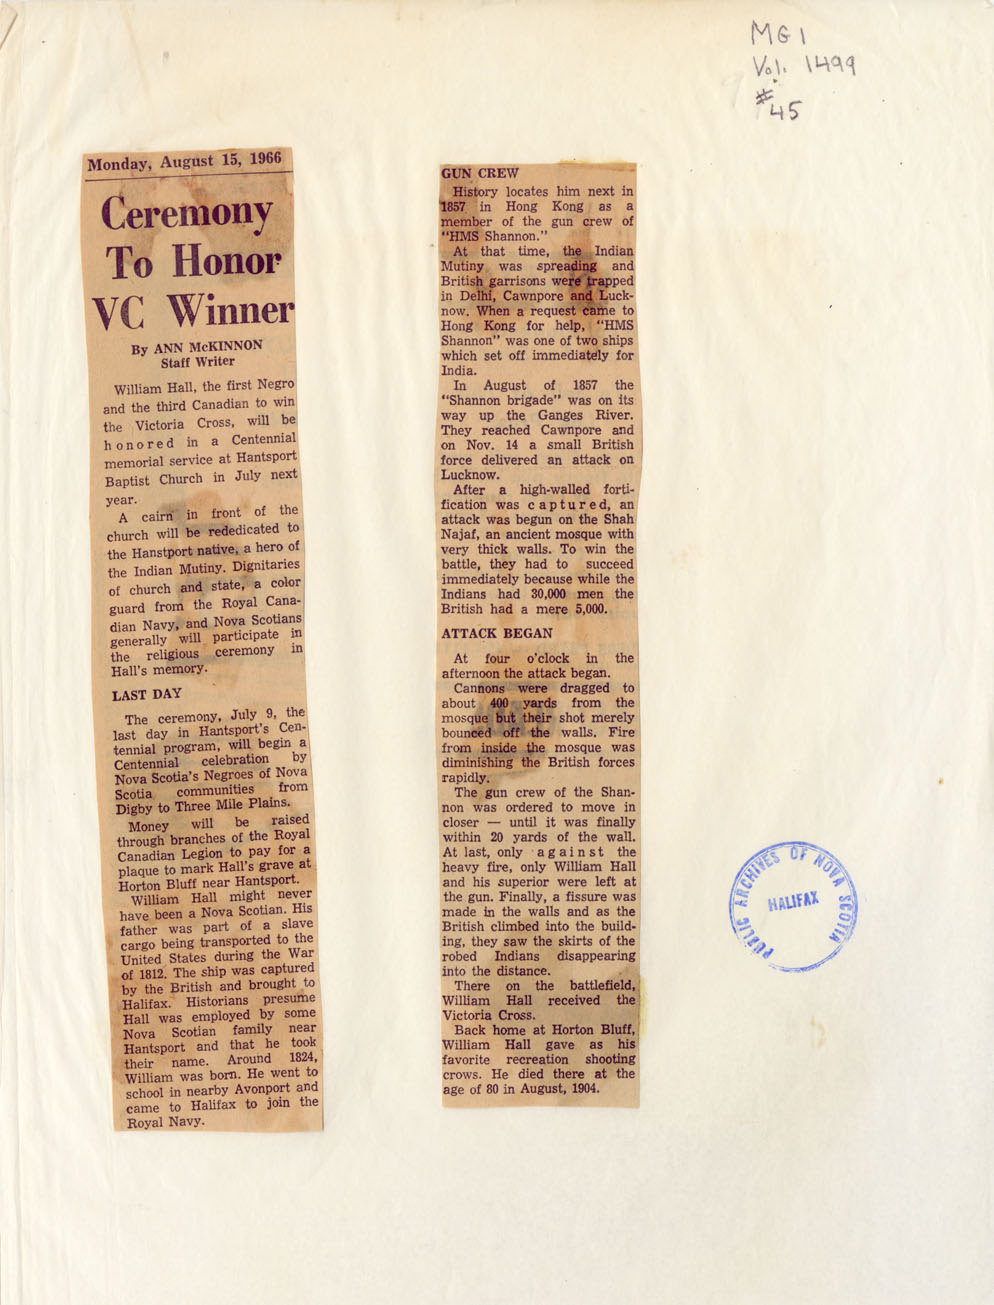 MG1
Vol. 1499
#45
Monday, August 15, 1966
Ceremony
To Honor
VC Winner
By ANN McKINNON
Staff Writer
William Hall, the first Negro
and the third Canadian to win
the Victoria Cross, will be
honored in a Centennial
memorial service at Hantsport
Baptist Church in July next
year.
A cairn in front of the
church will be rededicated to
the Hanstport native, a hero of
the Indian Mutiny. Dignitaries
of church and state, a color
guard from the Royal Cana-
dian Navy, and Nova Scotians
generally will participate in
the religious ceremony in
Hall's memory.
LAST DAY
The ceremony, July 9, the
last day in Hantsport's Cen-
tennial program, will begin a
Centennial celebration by
Nova Scotia's Negroes of Nova
Scotia communities from
Digby to Three Mile Plains.
Money will be raised
through branches of the Royal
Canadian Legion to pay for a
plaque to mark Hall's grave at
Horton Bluff near Hantsport.
William Hall might never
have been a Nova Scotian. His
father was part of a slave
cargo being transported to the
United States during the War
of 1812. The ship was captured
by the British and brought to
Halifax. Historians presume
Hall was employed by some
Nova Scotian family near
Hantsport and that he took
their name. Around 1824,
William was born. He went to
school in nearby Avonport and
came to Halifax to join the
Royal Navy.
GUN CREW
History locates him next in
1857 in Hong Kong as a
member of the gun crew of
"HMS Shannon."
At that time, the Indian
Mutiny was spreading and
British garrisons were trapped
in Delhi, Cawnpore and Luck-
now. When a request came to
Hong Kong for help, "HMS
Shannon" was one of two ships
which set off immediately for
India.
In August of 1857 the
"Shannon brigade" was on its
way up the Ganges River.
They reached Cawnpore and
on Nov. 14 a small British
force delivered an attack on
Lucknow.
After a high-walled forti-
fication was captured, an
attack was begun on the Shah
Najaf, an ancient mosque with
very thick walls. To win the
battle, they had to succeed
immediately because while the
Indians had 30,000 men the
British had a mere 5,000.
ATTACK BEGAN
At four o'clock in the
afternoon the attack began.
Cannons were dragged to
about 400 yards from the
mosque but their shot merely
bounced off the walls. Fire
from inside the mosque was
diminishing the British forces
rapidly.
The gun crew of the Shan-
non was ordered to move in
closer — until it was finally
within 20 yards of the wall.
At last, only against the
heavy fire, only William Hall
and his superior were left at
the gun. Finally, a fissure was
made in the walls and as the
British climbed into the build-
ing, they saw the skirts of the
robed Indians disappearing
into the distance.
There on the battlefield,
William Hall received the
Victoria Cross.
Back home at Horton Bluff,
William Hall gave as his
favorite recreation shooting
crows. He died there at the
age of 80 in August, 1904.
PUBLIC ARCHIVES OF NOVA SCOTIA
HALIFAX